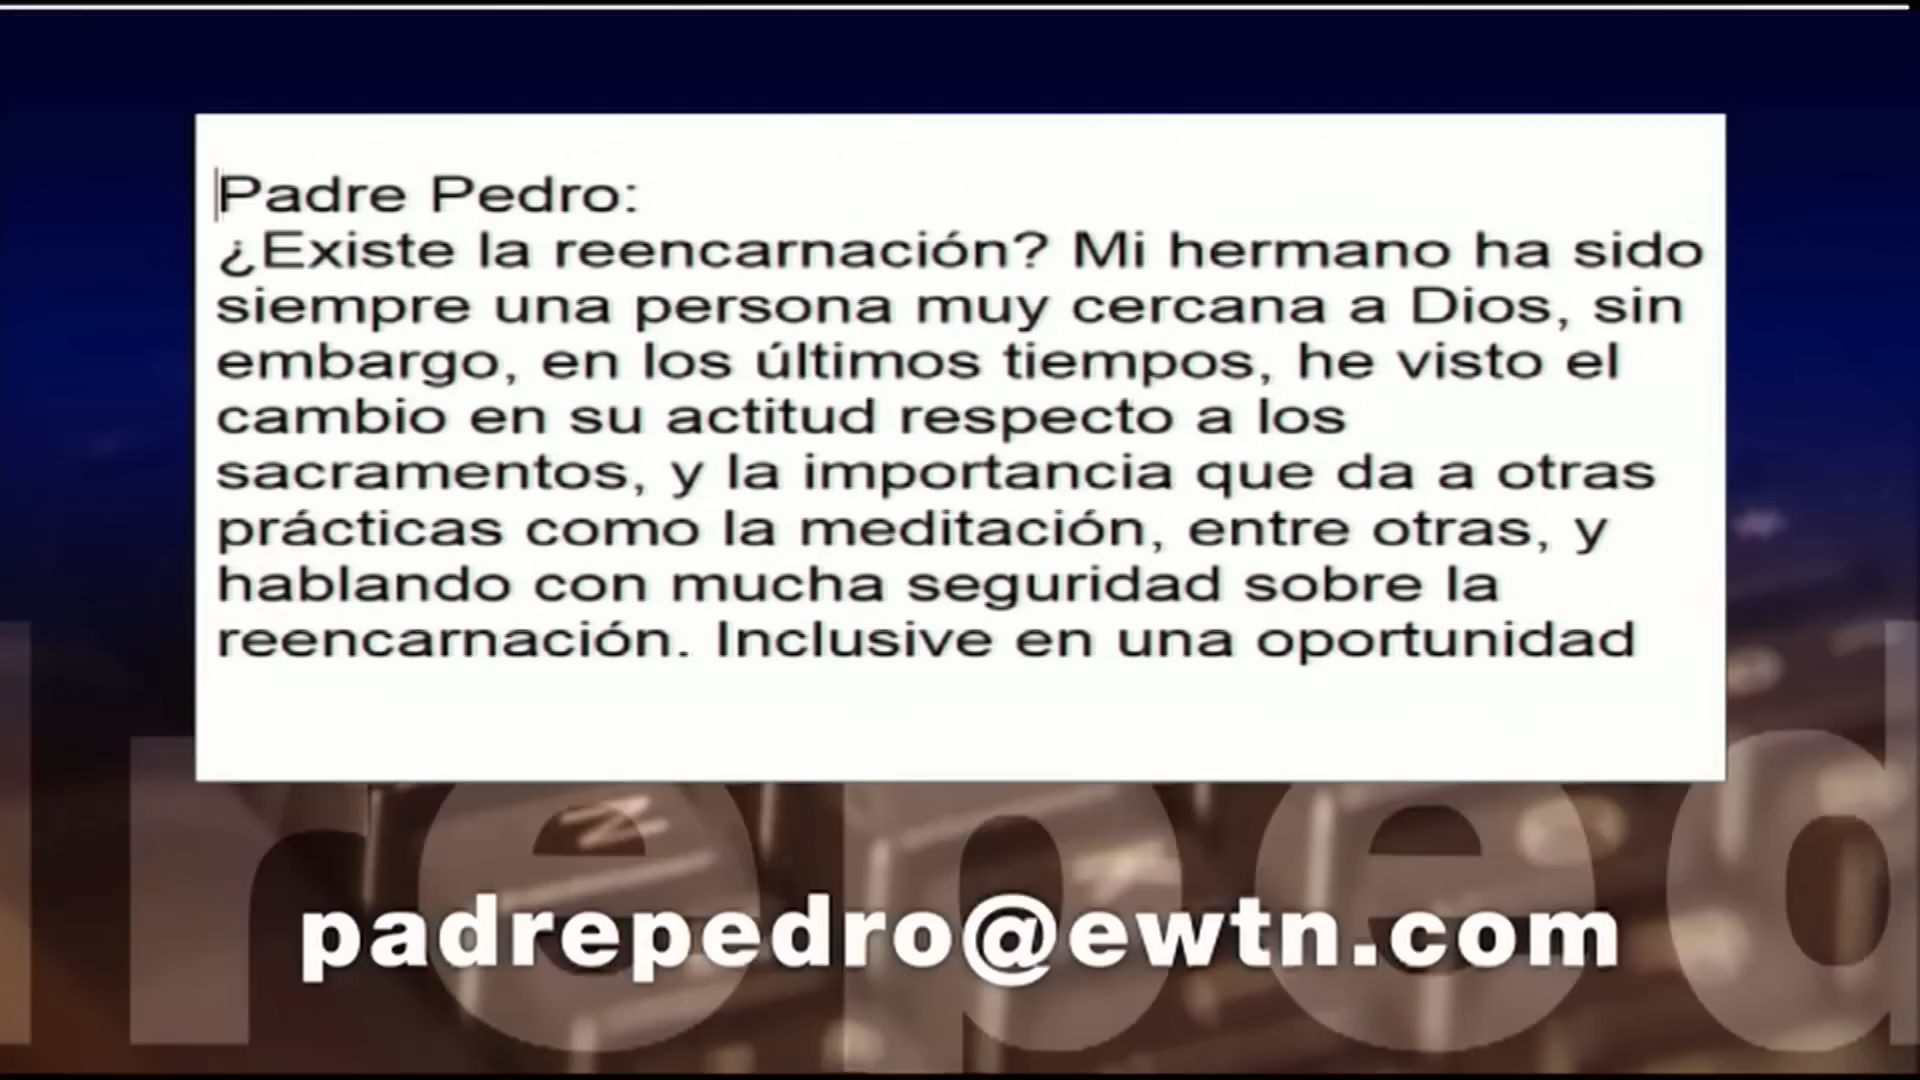 Padre Pedro:
¿Existe la reencarnación? Mi hermano ha sido
siempre una persona muy cercana a Dios, sin
embargo, en los últimos tiempos, he visto el
cambio en su actitud respecto a los
sacramentos, y la importancia que da a otras
prácticas como la meditación, entre otras, y
hablando con mucha seguridad sobre la
reencarnación. Inclusive en una oportunidad
reped
padrepedro@ewtn.com